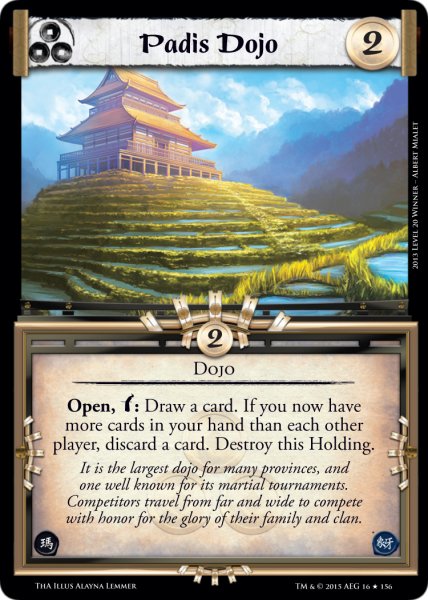 Padis Dojo
2
2013 Level 20 Winner – Albert Mialet
2
Dojo
Open, : Draw a card. If you now have
more cards in your hand than each other
player, discard a card. Destroy this Holding.
It is the largest dojo for many provinces, and
one well known for its martial tournaments.
Competitors travel from far and wide to compete
with honor for the glory of their family and clan.
瑪
象牙
Tha Illus Alayna Lemmer
TM & © 2015 AEG 16 ★ 156